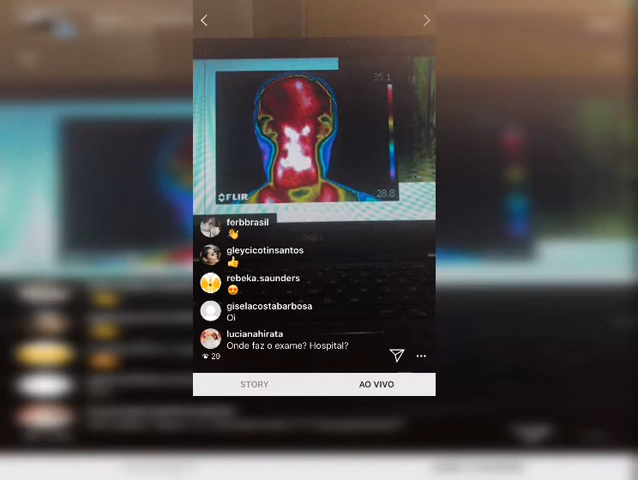 35.1
28.8
FLIR
DELL
ferbbrasil
👋
gleycicotinsantos
👍
rebeka.saunders
😍
giselacostabarbosa
Oi
lucianahirata
Onde faz o exame? Hospital?
29
STORY
AO VIVO